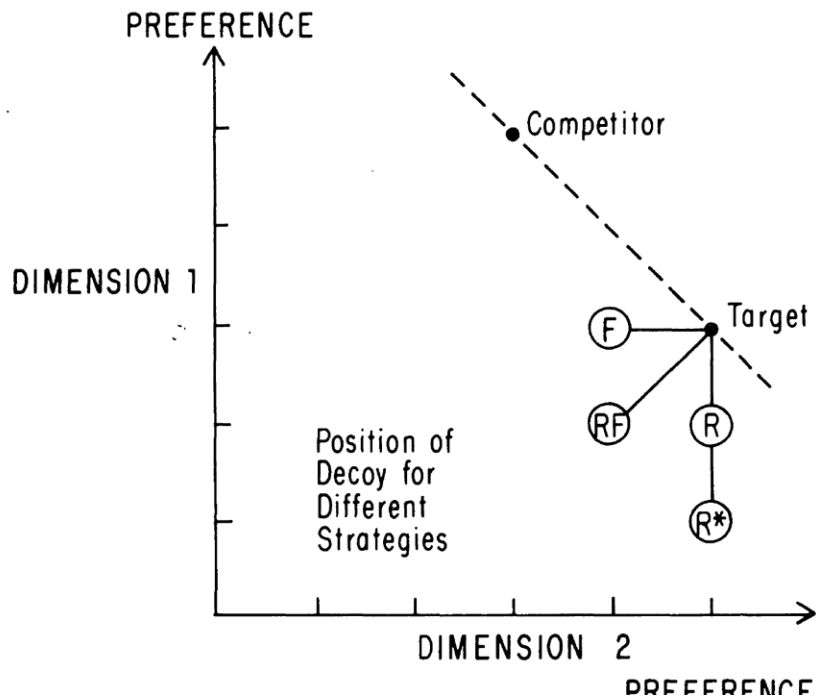 PREFERENCE
Competitor
DIMENSION 1
Target
F
RF
R
R*
Position of
Decoy for
Different
Strategies
DIMENSION 2
PREFERENCE